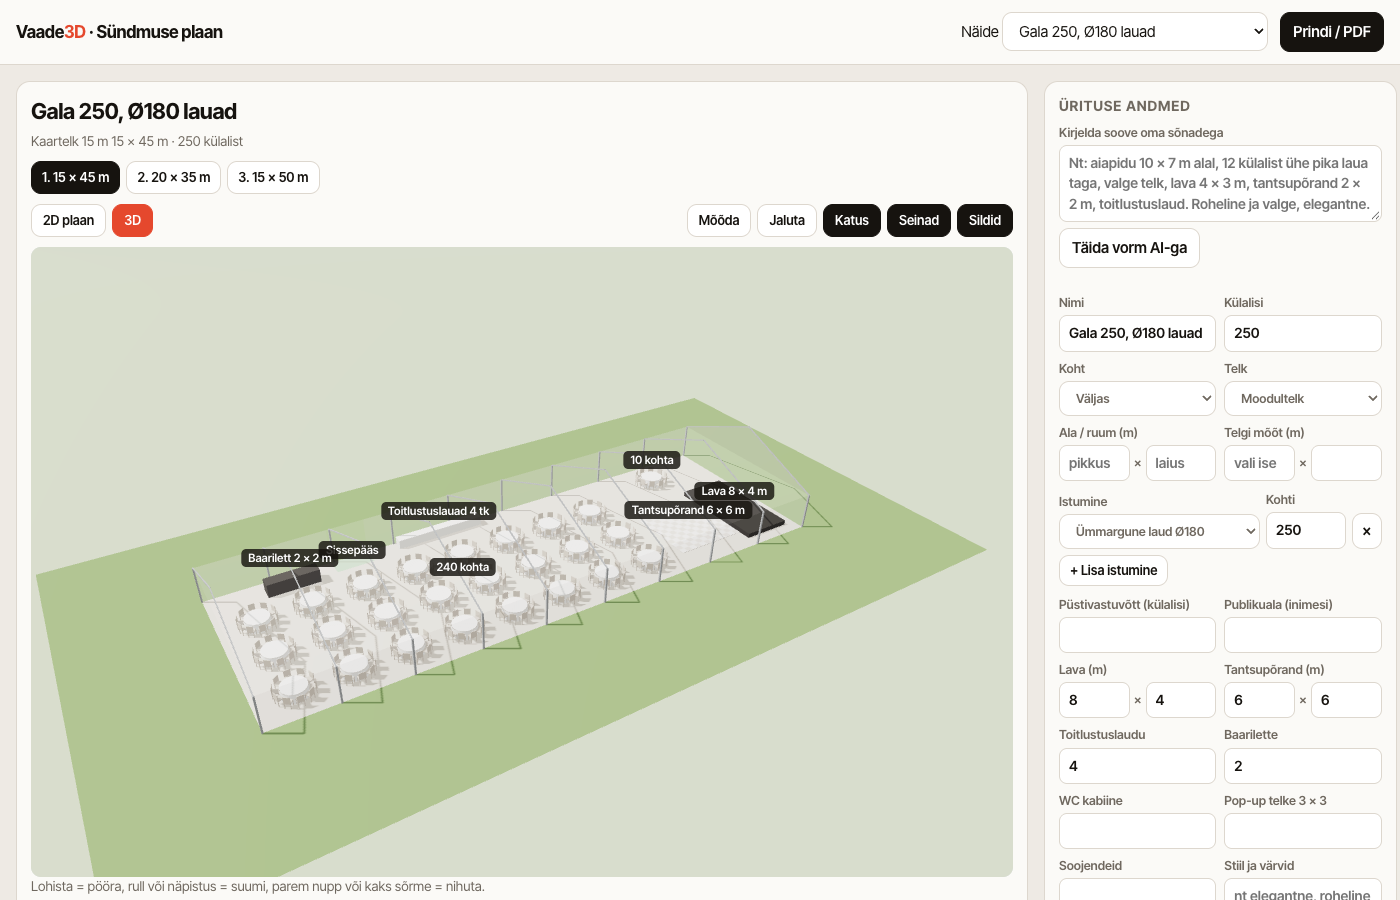 Vaade3D · Sündmuse plaan
Näide Gala 250, Ø180 lauad Prindi / PDF
Gala 250, Ø180 lauad
Kaartelk 15 m 15 × 45 m · 250 külalist
1. 15 × 45 m 2. 20 × 35 m 3. 15 × 50 m
2D plaan 3D Mõõda Jaluta Katus Seinad Sildid
10 kohta
Lava 8 × 4 m
Toitlustuslauad 4 tk
Tantsupõrand 6 × 6 m
Sissepääs
Baarilett 2 × 2 m
240 kohta
Lohista = pööra, rull või näpistus = suumi, parem nupp või kaks sõrme = nihuta.
ÜRITUSE ANDMED
Kirjelda soove oma sõnadega
Nt: aiapidu 10 × 7 m alal, 12 külalist ühe pika laua
taga, valge telk, lava 4 × 3 m, tantsupõrand 2 ×
2 m, toitlustuslaud. Roheline ja valge, elegantne.
Täida vorm AI-ga
Nimi Külalisi
Gala 250, Ø180 lauad 250
Koht Telk
Väljas Moodultelk
Ala / ruum (m) Telgi mõõt (m)
pikkus × laius vali ise ×
Istumine Kohti
Ümmargune laud Ø180 250 ×
+ Lisa istumine
Püstivastuvõtt (külalisi) Publikuala (inimesi)
Lava (m) Tantsupõrand (m)
8 × 4 6 × 6
Toitlustuslaudu Baarilette
4 2
WC kabiine Pop-up telke 3 × 3
Soojendeid Stiil ja värvid
nt elegantne, roheline